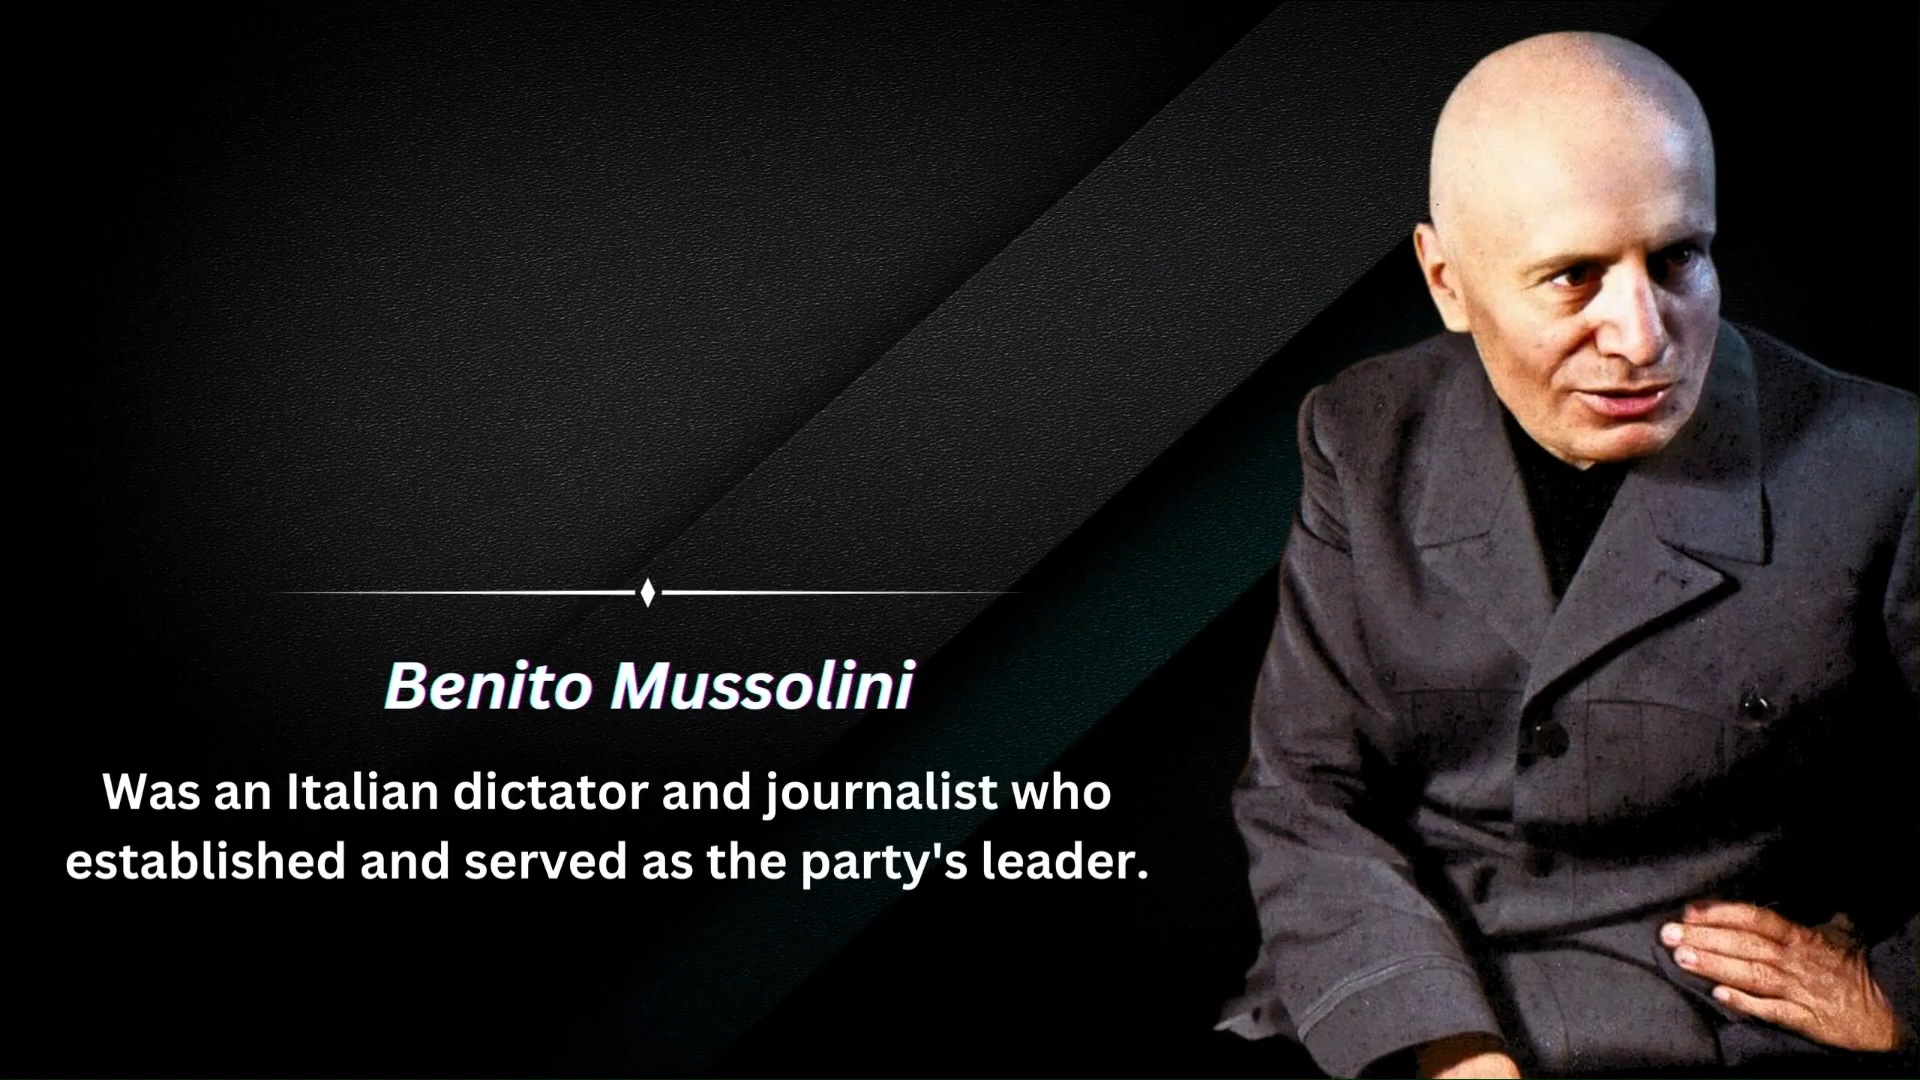 Benito Mussolini
Was an Italian dictator and journalist who
established and served as the party's leader.